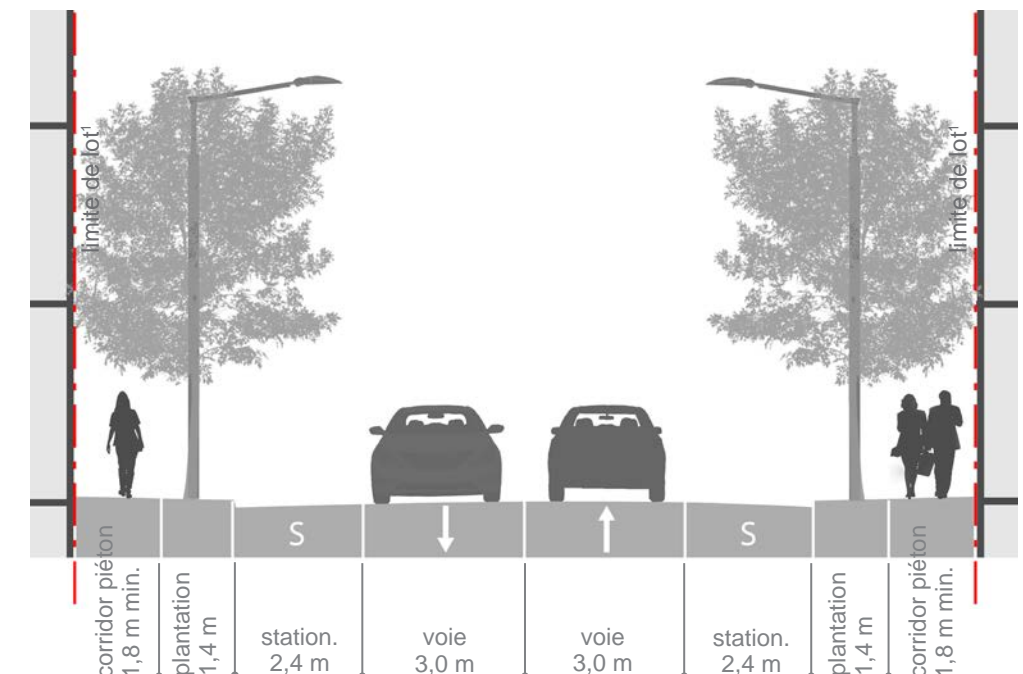 limite de lot¹
limite de lot¹
S
S
corridor piéton
1,8 m min.
plantation
1,4 m
station.
2,4 m
voie
3,0 m
voie
3,0 m
station.
2,4 m
plantation
1,4 m
corridor piéton
1,8 m min.